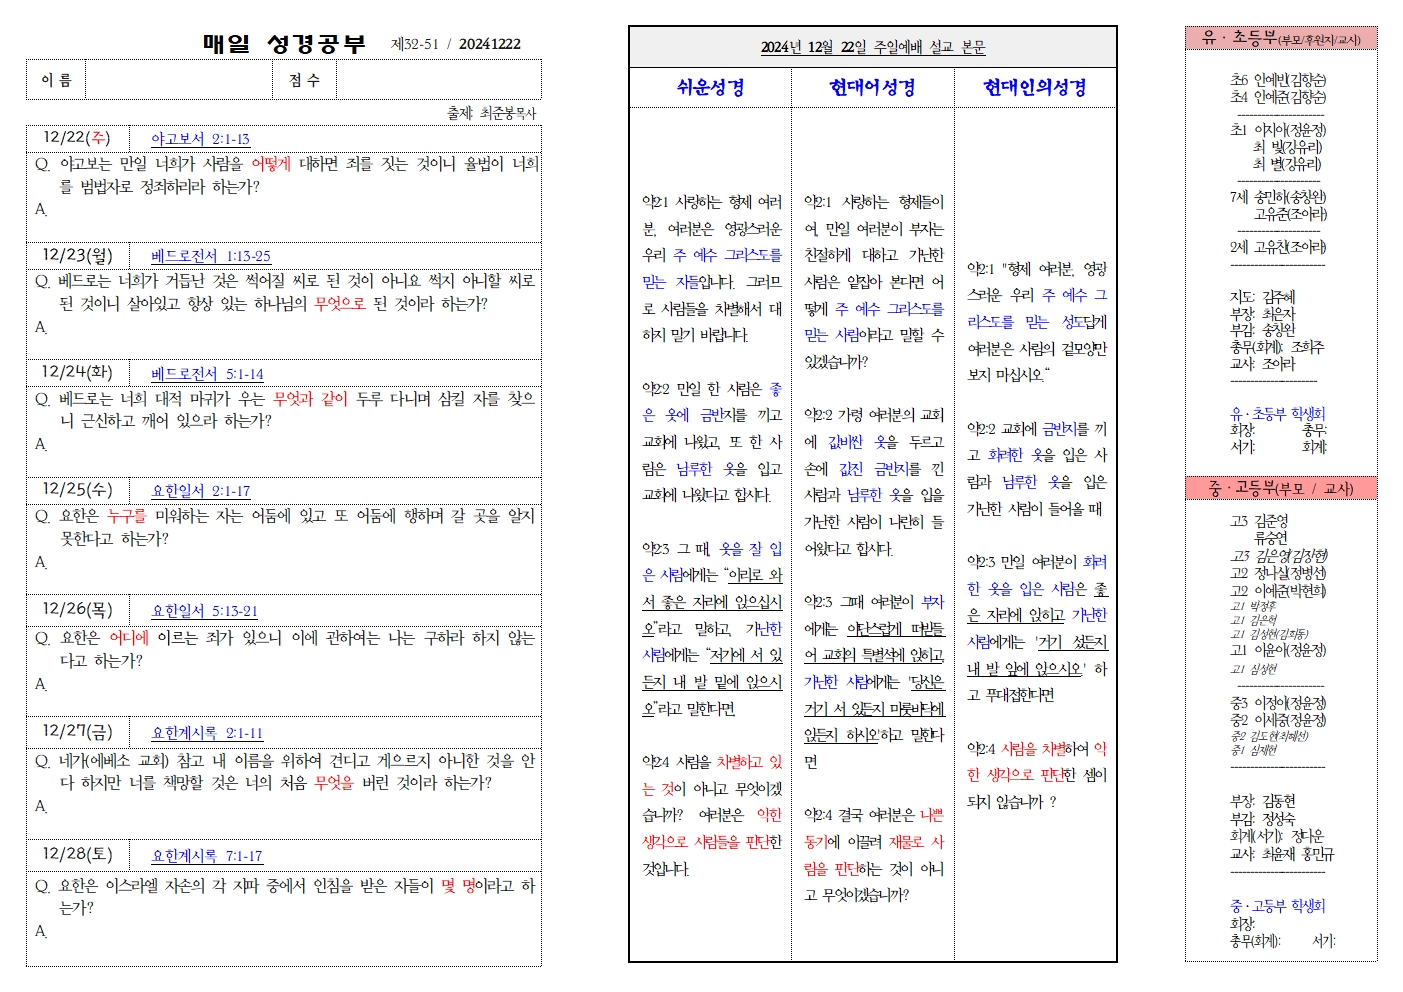 매일 성경공부 제32-51 / 20241222
이 름 점 수
출제: 최준봉목사
12/22(주) 야고보서 2:1-13
Q. 야고보는 만일 너희가 사람을 어떻게 대하면 죄를 짓는 것이니 율법이 너희
를 범법자로 정죄하리라 하는가?
A.
12/23(월) 베드로전서 1:13-25
Q. 베드로는 너희가 거듭난 것은 썩어질 씨로 된 것이 아니요 썩지 아니할 씨로
된 것이니 살아있고 항상 있는 하나님의 무엇으로 된 것이라 하는가?
A.
12/24(화) 베드로전서 5:1-14
Q. 베드로는 너희 대적 마귀가 우는 무엇과 같이 두루 다니며 삼킬 자를 찾으
니 근신하고 깨어 있으라 하는가?
A.
12/25(수) 요한일서 2:1-17
Q. 요한은 누구를 미워하는 자는 어둠에 있고 또 어둠에 행하며 갈 곳을 알지
못한다고 하는가?
A.
12/26(목) 요한일서 5:13-21
Q. 요한은 어디에 이르는 죄가 있으니 이에 관하여는 나는 구하라 하지 않는
다고 하는가?
A.
12/27(금) 요한계시록 2:1-11
Q. 네가(에베소 교회) 참고 내 이름을 위하여 견디고 게으르지 아니한 것을 안
다 하지만 너를 책망할 것은 너의 처음 무엇을 버린 것이라 하는가?
A.
12/28(토) 요한계시록 7:1-17
Q. 요한은 이스라엘 자손의 각 지파 중에서 인침을 받은 자들이 몇 명이라고 하
는가?
A.
2024년 12월 22일 주일예배 설교 본문
쉬운성경 현대어성경 현대인의성경
약2:1 사랑하는 형제 여러
분, 여러분은 영광스러운
우리 주 예수 그리스도를
믿는 자들입니다. 그러므
로 사람들을 차별해서 대
하지 말기 바랍니다.
약2:2 만일 한 사람은 좋
은 옷에 금반지를 끼고
교회에 나왔고, 또 한 사
람은 남루한 옷을 입고
교회에 나왔다고 합시다.
약2:3 그 때, 옷을 잘 입
은 사람에게는 “이리로 와
서 좋은 자리에 앉으십시
오”라고 말하고, 가난한
사람에게는 “저기에 서 있
든지 내 발 밑에 앉으시
오”라고 말한다면,
약2:4 사람을 차별하고 있
는 것이 아니고 무엇이겠
습니까? 여러분은 악한
생각으로 사람들을 판단한
것입니다.
약2:1 사랑하는 형제들이
여, 만일 여러분이 부자는
친절하게 대하고 가난한
사람은 얕잡아 본다면 어
떻게 주 예수 그리스도를
믿는 사람이라고 말할 수
있겠습니까?
약2:2 가령 여러분의 교회
에 값비싼 옷을 두르고
손에 값진 금반지를 낀
사람과 남루한 옷을 입을
가난한 사람이 나란히 들
어왔다고 합시다.
약2:3 그때 여러분이 부자
에게는 야단스럽게 떠받들
어 교회의 특별석에 앉히고,
가난한 사람에게는 '당신은
거기 서 있든지 마룻바닥에
앉든지 하시오'하고 말한다
면
약2:4 결국 여러분은 나쁜
동기에 이끌려 재물로 사
람을 판단하는 것이 아니
고 무엇이겠습니까?
약2:1 "형제 여러분, 영광
스러운 우리 주 예수 그
리스도를 믿는 성도답게
여러분은 사람의 겉모양만
보지 마십시오.“
약2:2 교회에 금반지를 끼
고 화려한 옷을 입은 사
람과 남루한 옷을 입은
가난한 사람이 들어올 때
약2:3 만일 여러분이 화려
한 옷을 입은 사람은 좋
은 자리에 앉히고 가난한
사람에게는 '거기 섰든지
내 발 앞에 앉으시오.' 하
고 푸대접한다면
약2:4 사람을 차별하여 악
한 생각으로 판단한 셈이
되지 않습니까 ?
유 · 초등부(부모/후원자/교사)
초6 안예빈(김향순)
초4 안예준(김향순)
----------------------
초1 이지아(정윤정)
최 빛(강유리)
최 별(강유리)
---------------------
7세 송민하(송창완)
고유준(조아라)
---------------------
2세 고유찬(조아라)
------------------------
지도: 김주혜
부장: 최은자
부감: 송창완
총무(회계): 조희주
교사: 조아라
----------------------
유 · 초등부 학생회
회장: 총무:
서기: 회계:
중 · 고등부(부모 / 교사)
고3 김준영
류승연
고3 김은영(김장현)
고2 정나실(정병선)
고2 이예준(박현희)
고1 박정후
고1 김은혁
고1 김성현(김희동)
고1 이윤아(정윤정)
고1 심성헌
----------------------
중3 이정아(정윤정)
중2 이세중(정윤정)
중2 김도현(최혜선)
중1 심재헌
------------------------
부장: 김동현
부감: 정성숙
회계(서기): 정다운
교사: 최윤재 홍민규
------------------------
중 · 고등부 학생회
회장:
총무(회계): 서기: